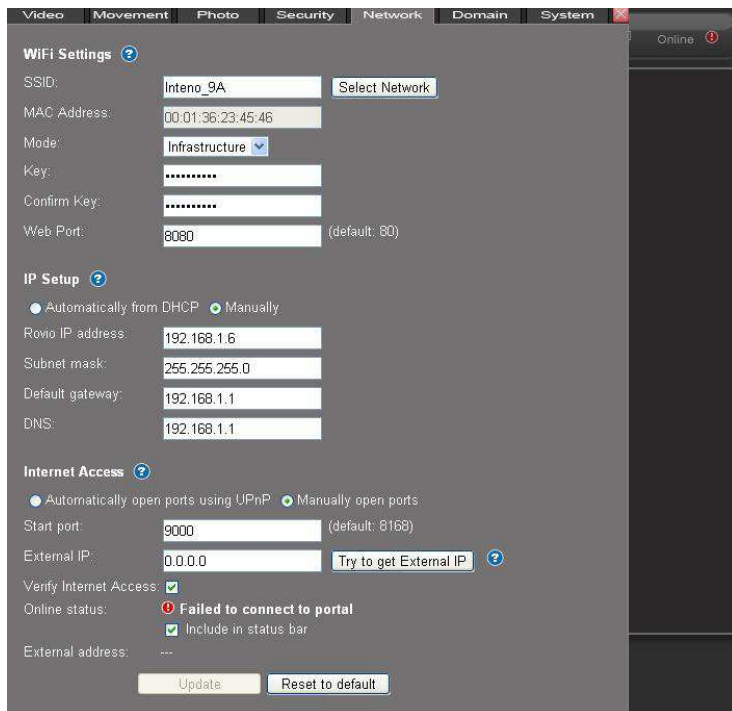 Video Movement Photo Security Network Domain System
Online
WiFi Settings ?
SSID: Inteno_9A Select Network
MAC Address: 00:01:36:23:45:46
Mode: Infrastructure
Key: ••••••••••
Confirm Key: ••••••••••
Web Port: 8080 (default: 80)
IP Setup ?
Automatically from DHCP Manually
Rovio IP address: 192.168.1.6
Subnet mask: 255.255.255.0
Default gateway: 192.168.1.1
DNS: 192.168.1.1
Internet Access ?
Automatically open ports using UPnP Manually open ports
Start port: 9000 (default: 8168)
External IP: 0.0.0.0 Try to get External IP ?
Verify Internet Access:
Online status: Failed to connect to portal
Include in status bar
External address: ---
Update Reset to default